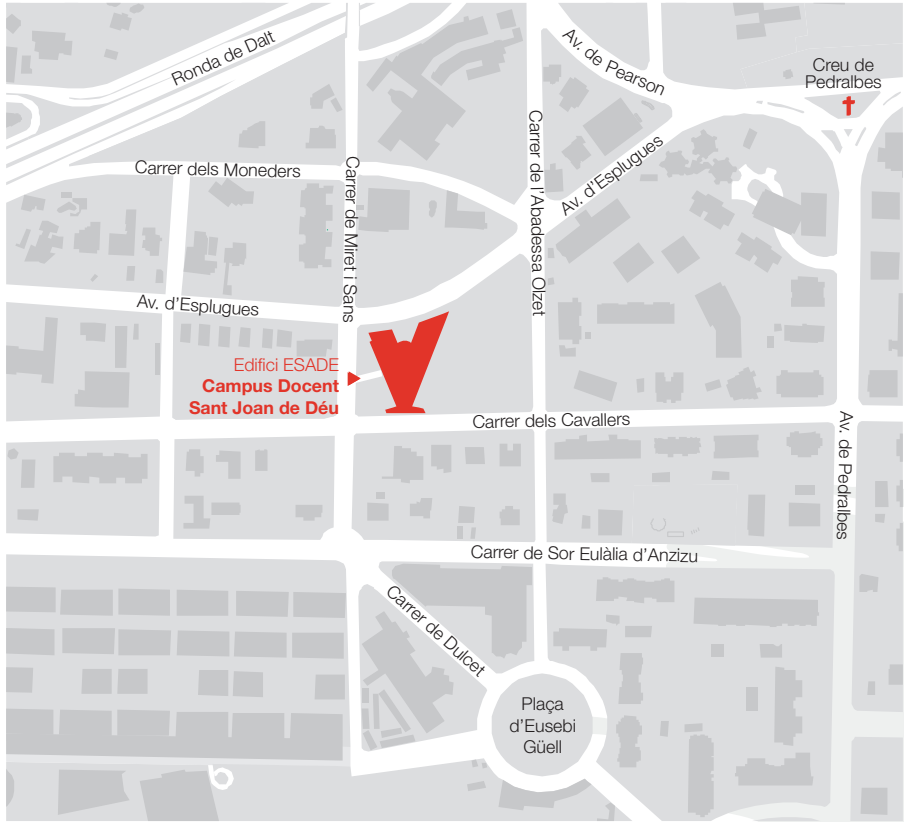 Ronda de Dalt
Av. de Pearson
Creu de
Pedralbes
Carrer dels Moneders
Carrer de Miret i Sans
Carrer de l'Abadessa Olzet
Av. d'Esplugues
Av. d'Esplugues
Edifici ESADE
Campus Docent
Sant Joan de Déu
Carrer dels Cavallers
Av. de Pedralbes
Carrer de Sor Eulàlia d'Anzizu
Carrer de Dulcet
Plaça
d'Eusebi
Güell